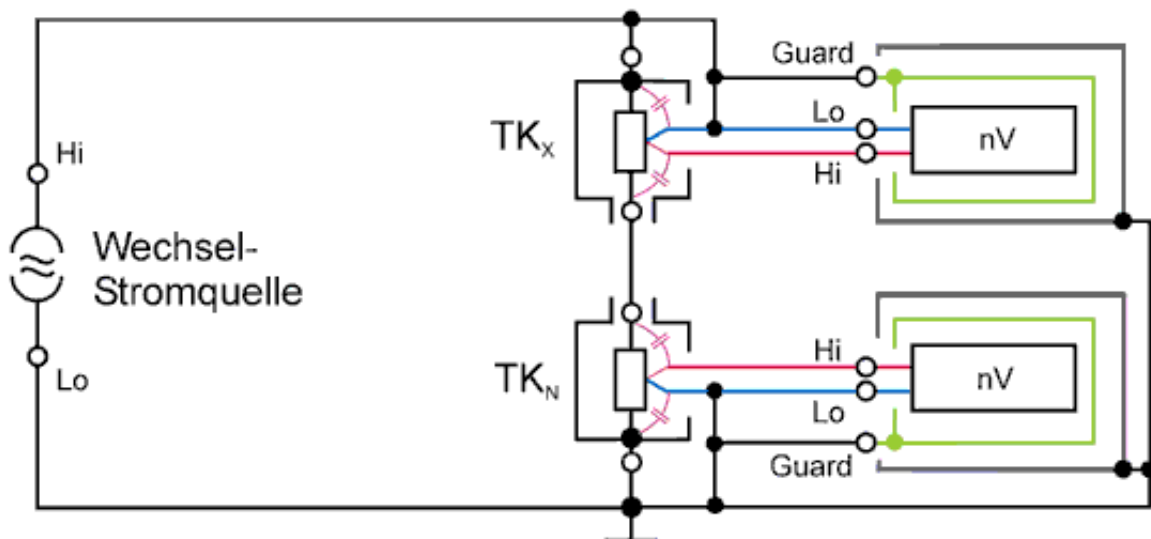 Guard
Lo
nV
Hi
TKX
Hi
Wechsel-
Stromquelle
Lo
Hi
nV
TKN
Lo
Guard